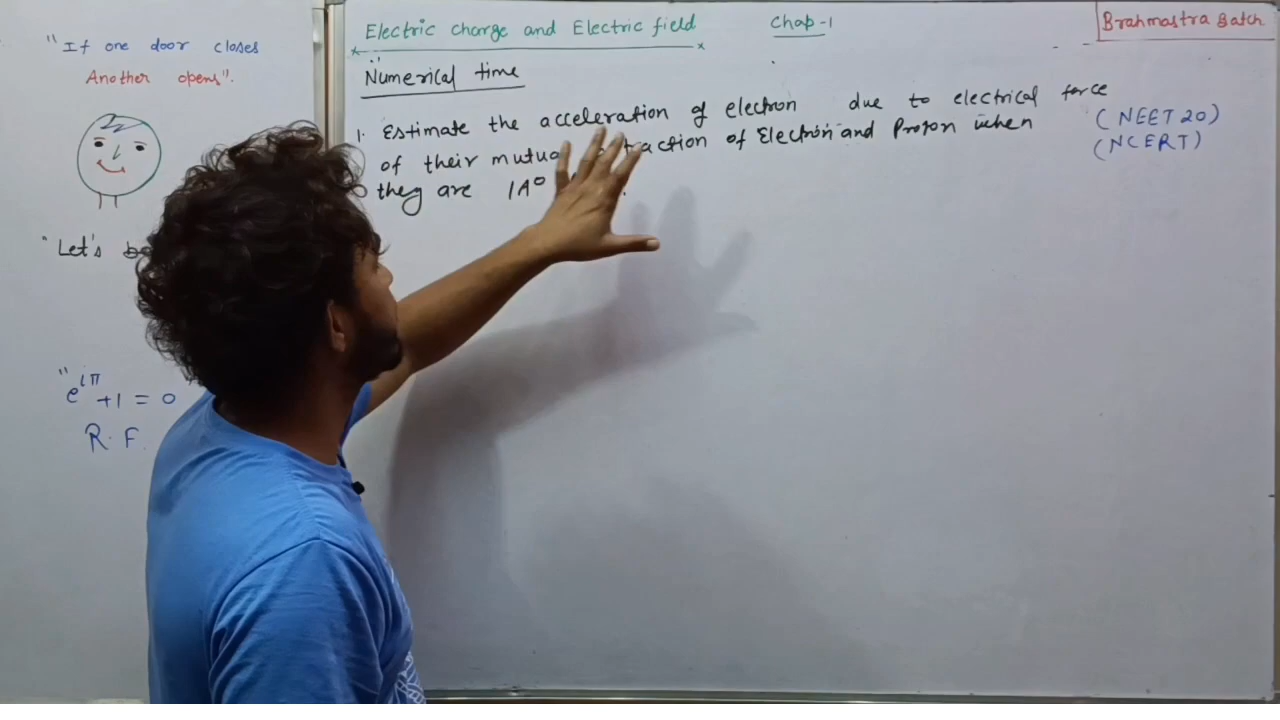 "If one door closes
Another opens".
"Let's
"e^iπ +1 = 0
R. F.
Electric charge and Electric field Chap-1
Brahmastra Batch
Numerical time
1. Estimate the acceleration of electron due to electrical force
of their mutua traction of Electron and Proton when
they are 1A°
(NEET 20)
(NCERT)